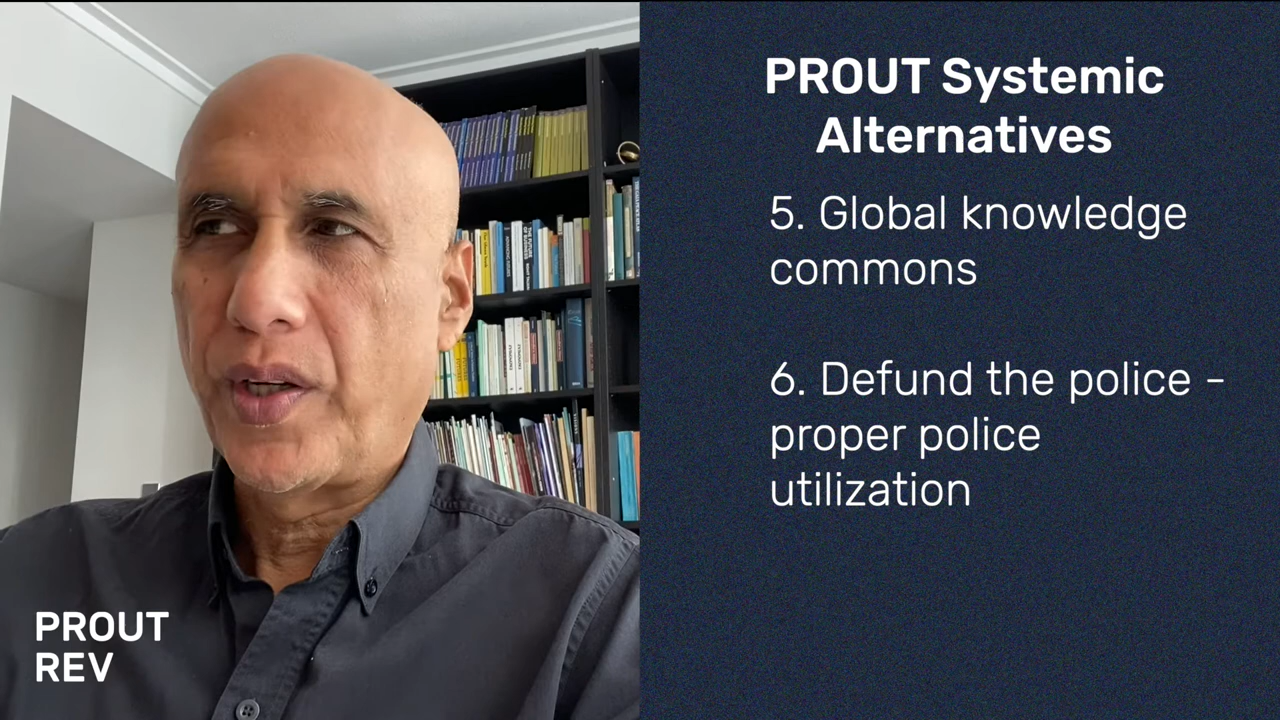 PROUT Systemic
Alternatives
5. Global knowledge
commons
6. Defund the police -
proper police
utilization
PROUT
REV